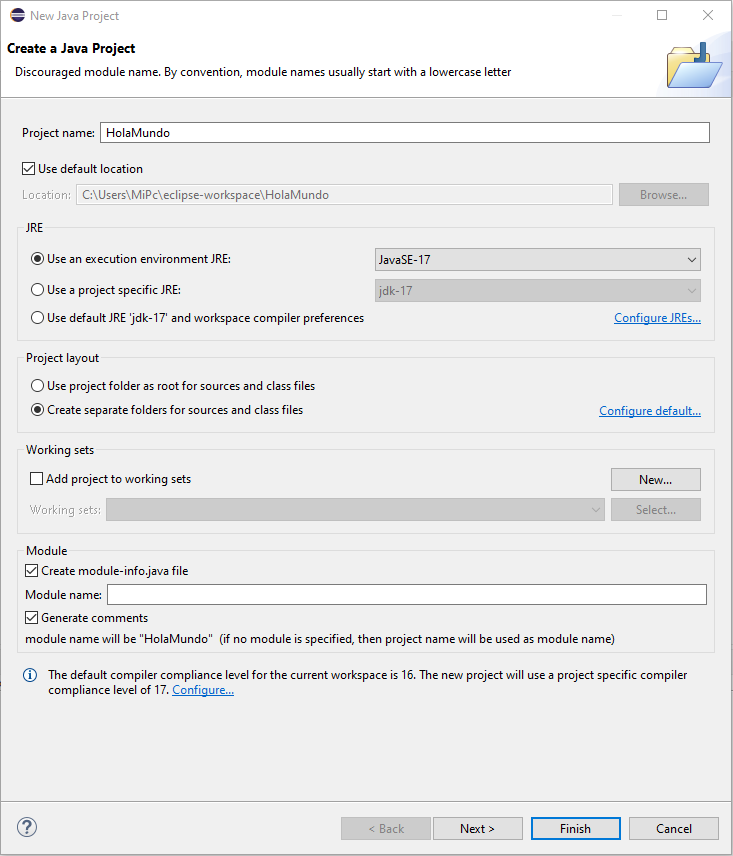 New Java Project
Create a Java Project
Discouraged module name. By convention, module names usually start with a lowercase letter
Project name: HolaMundo
Use default location
Location: C:\Users\MiPc\eclipse-workspace\HolaMundo Browse...
JRE
Use an execution environment JRE: JavaSE-17
Use a project specific JRE: jdk-17
Use default JRE 'jdk-17' and workspace compiler preferences Configure JREs...
Project layout
Use project folder as root for sources and class files
Create separate folders for sources and class files Configure default...
Working sets
Add project to working sets New...
Working sets: Select...
Module
Create module-info.java file
Module name:
Generate comments
module name will be "HolaMundo" (if no module is specified, then project name will be used as module name)
The default compiler compliance level for the current workspace is 16. The new project will use a project specific compiler
compliance level of 17. Configure...
? < Back Next > Finish Cancel